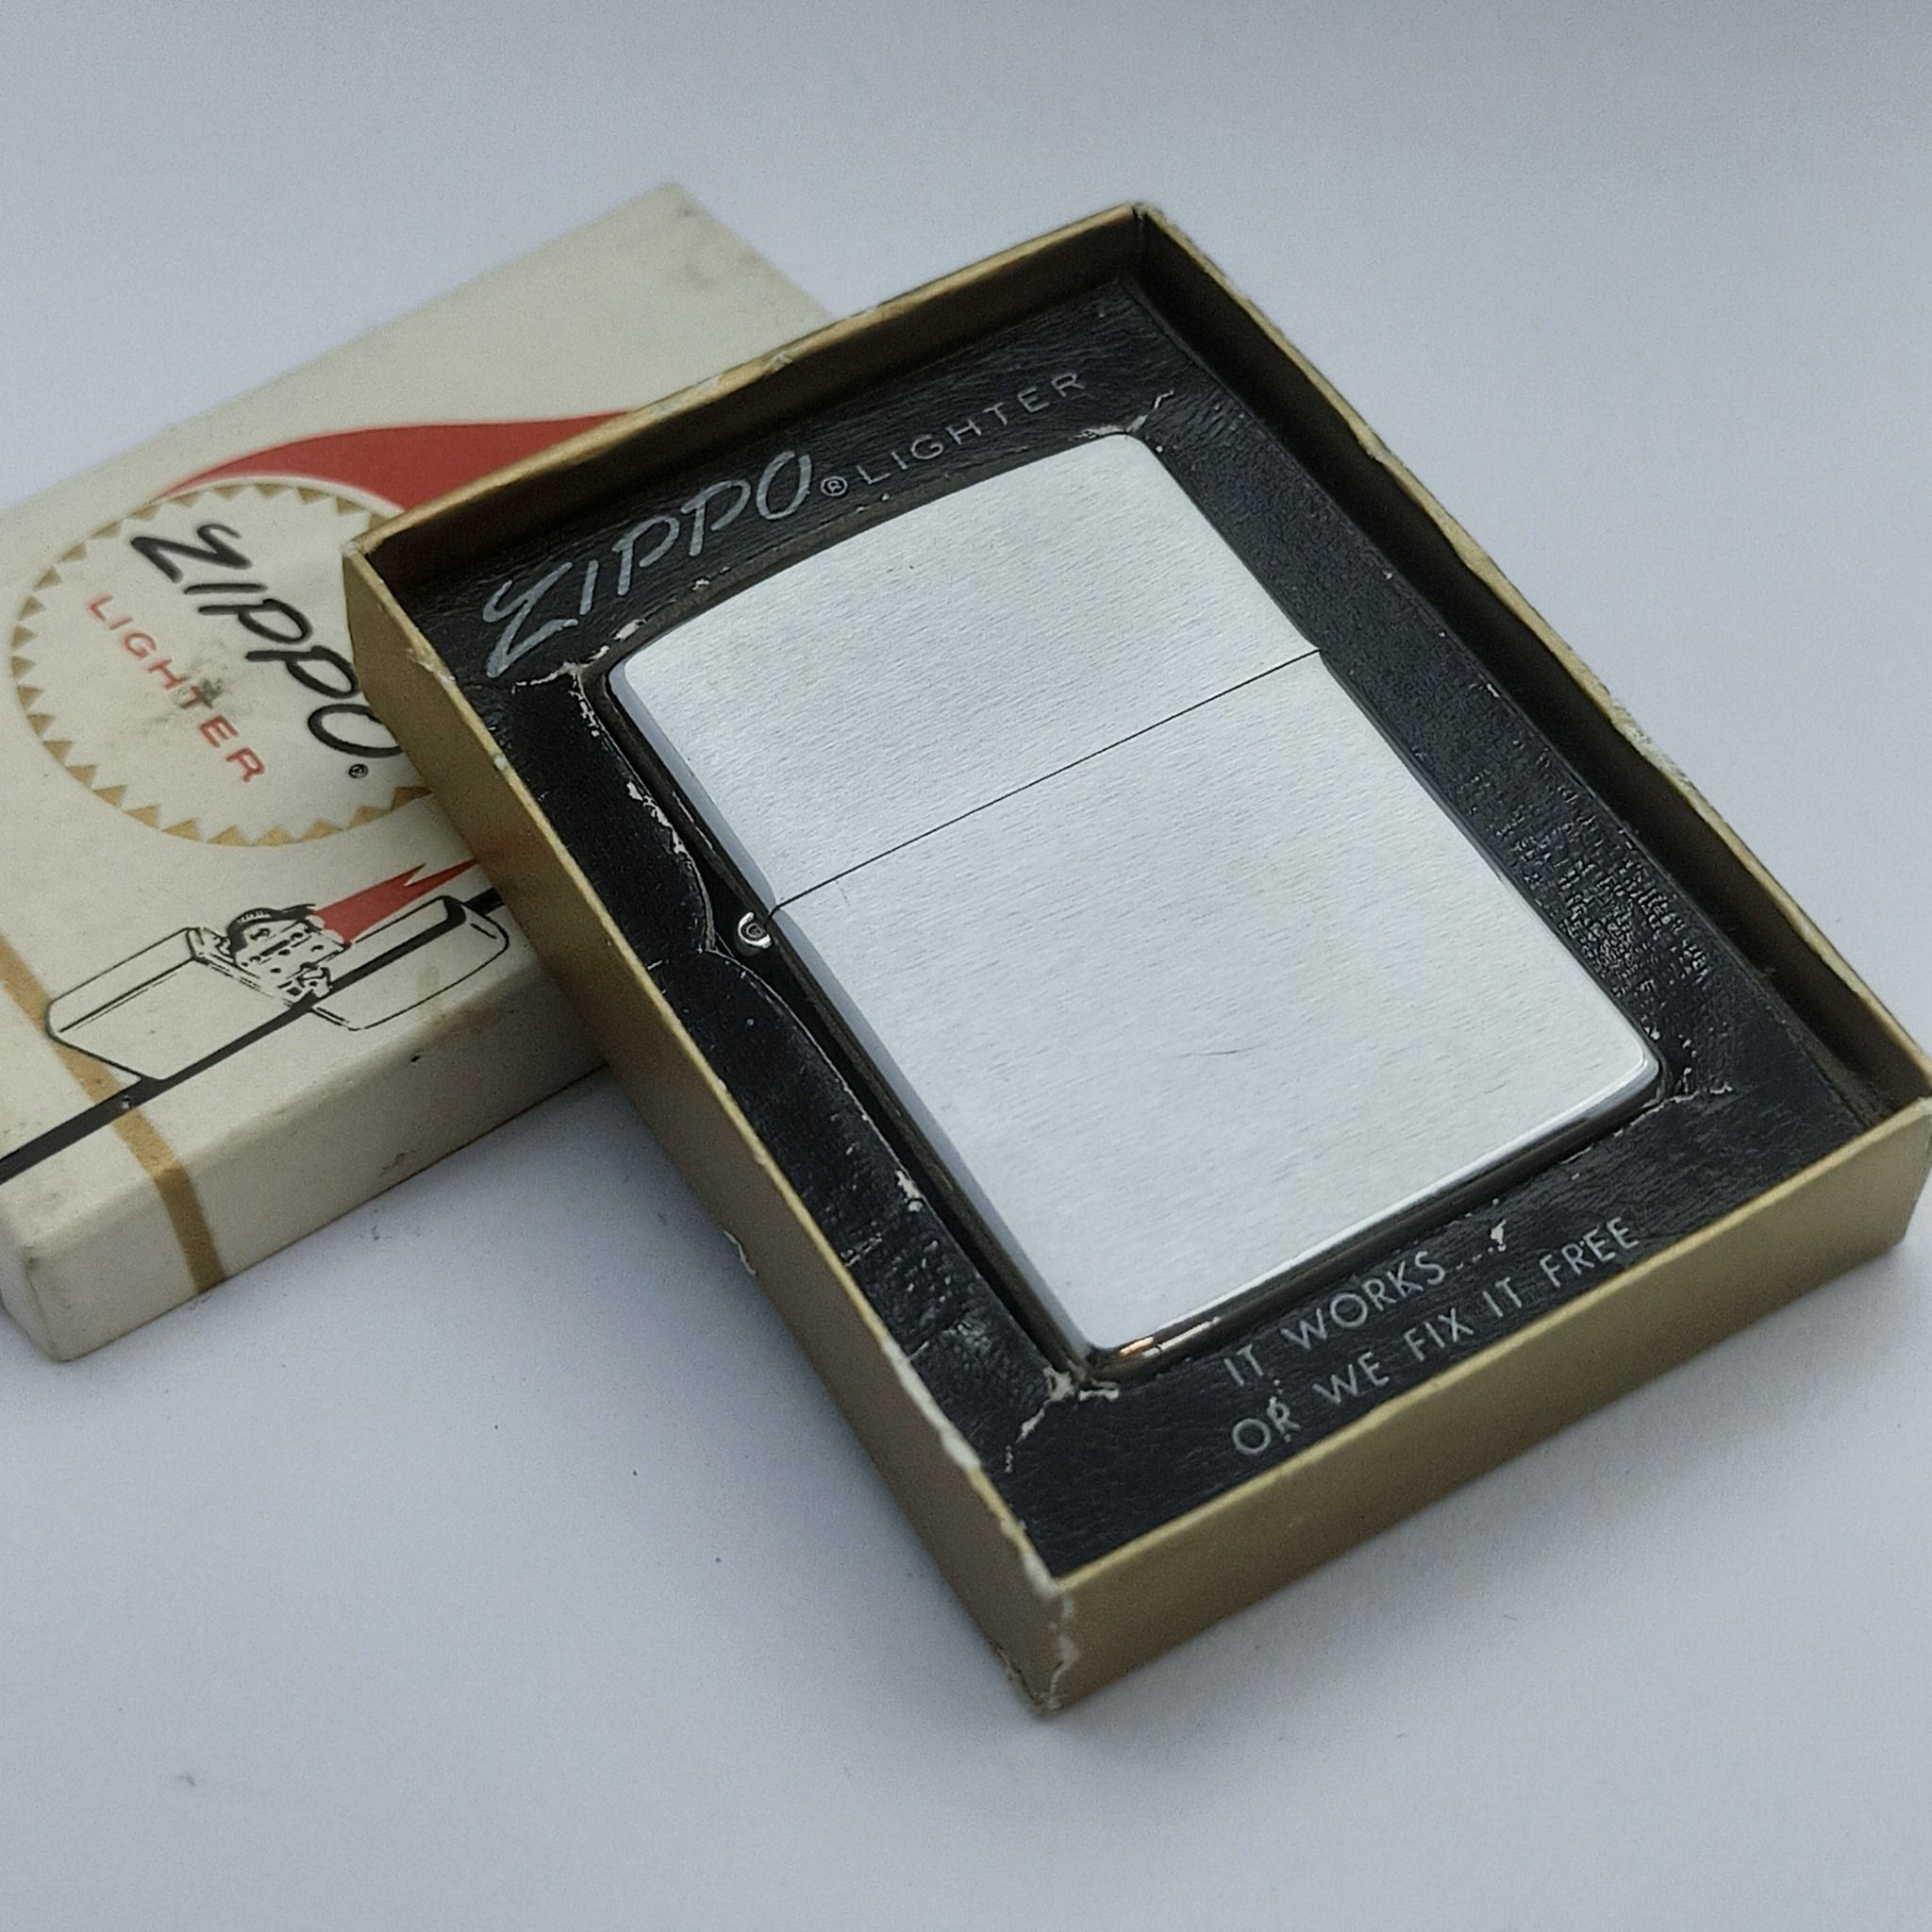 ZIPPO®
LIGHTER
ZIPPO® LIGHTER
IT WORKS...
OR WE FIX IT FREE